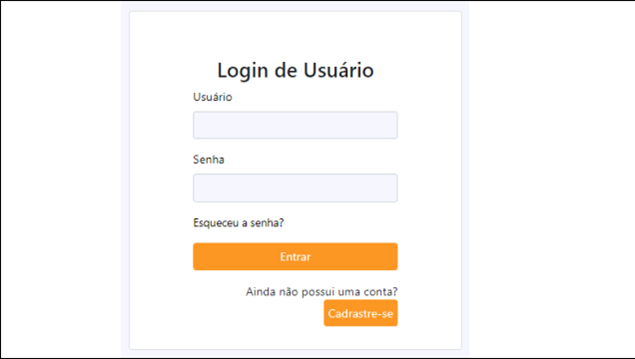 Login de Usuário
Usuário
Senha
Esqueceu a senha?
Entrar
Ainda não possui uma conta?
Cadrastre-se